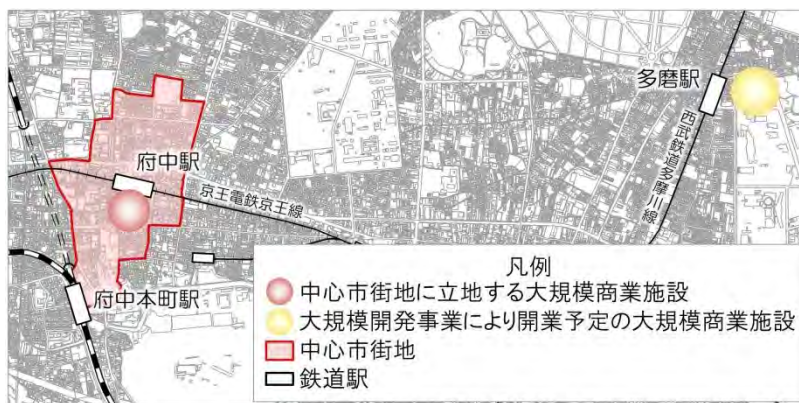 多磨駅
西武鉄道多摩川線
府中駅
京王電鉄京王線
府中本町駅
凡例
中心市街地に立地する大規模商業施設
大規模開発事業により開業予定の大規模商業施設
中心市街地
鉄道駅